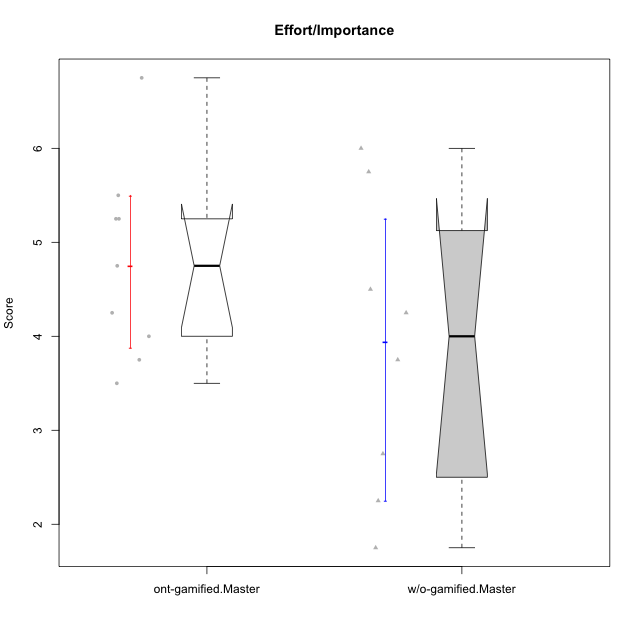 Effort/Importance
Score
6
5
4
3
2
ont-gamified.Master
w/o-gamified.Master